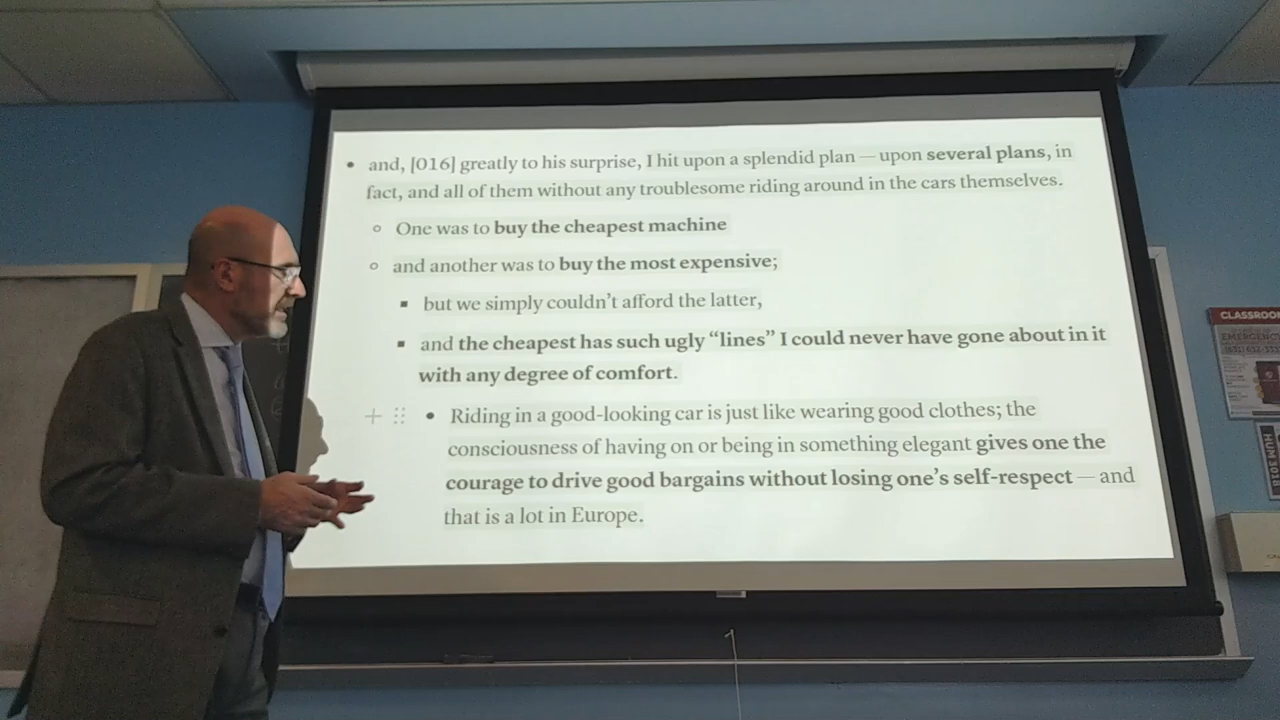 and, [016] greatly to his surprise, I hit upon a splendid plan — upon several plans, in
fact, and all of them without any troublesome riding around in the cars themselves.
One was to buy the cheapest machine
and another was to buy the most expensive;
but we simply couldn’t afford the latter,
and the cheapest has such ugly “lines” I could never have gone about in it
with any degree of comfort.
Riding in a good-looking car is just like wearing good clothes; the
consciousness of having on or being in something elegant gives one the
courage to drive good bargains without losing one’s self-respect — and
that is a lot in Europe.
CLASSROOM
EMERGENCY
HUM 3018